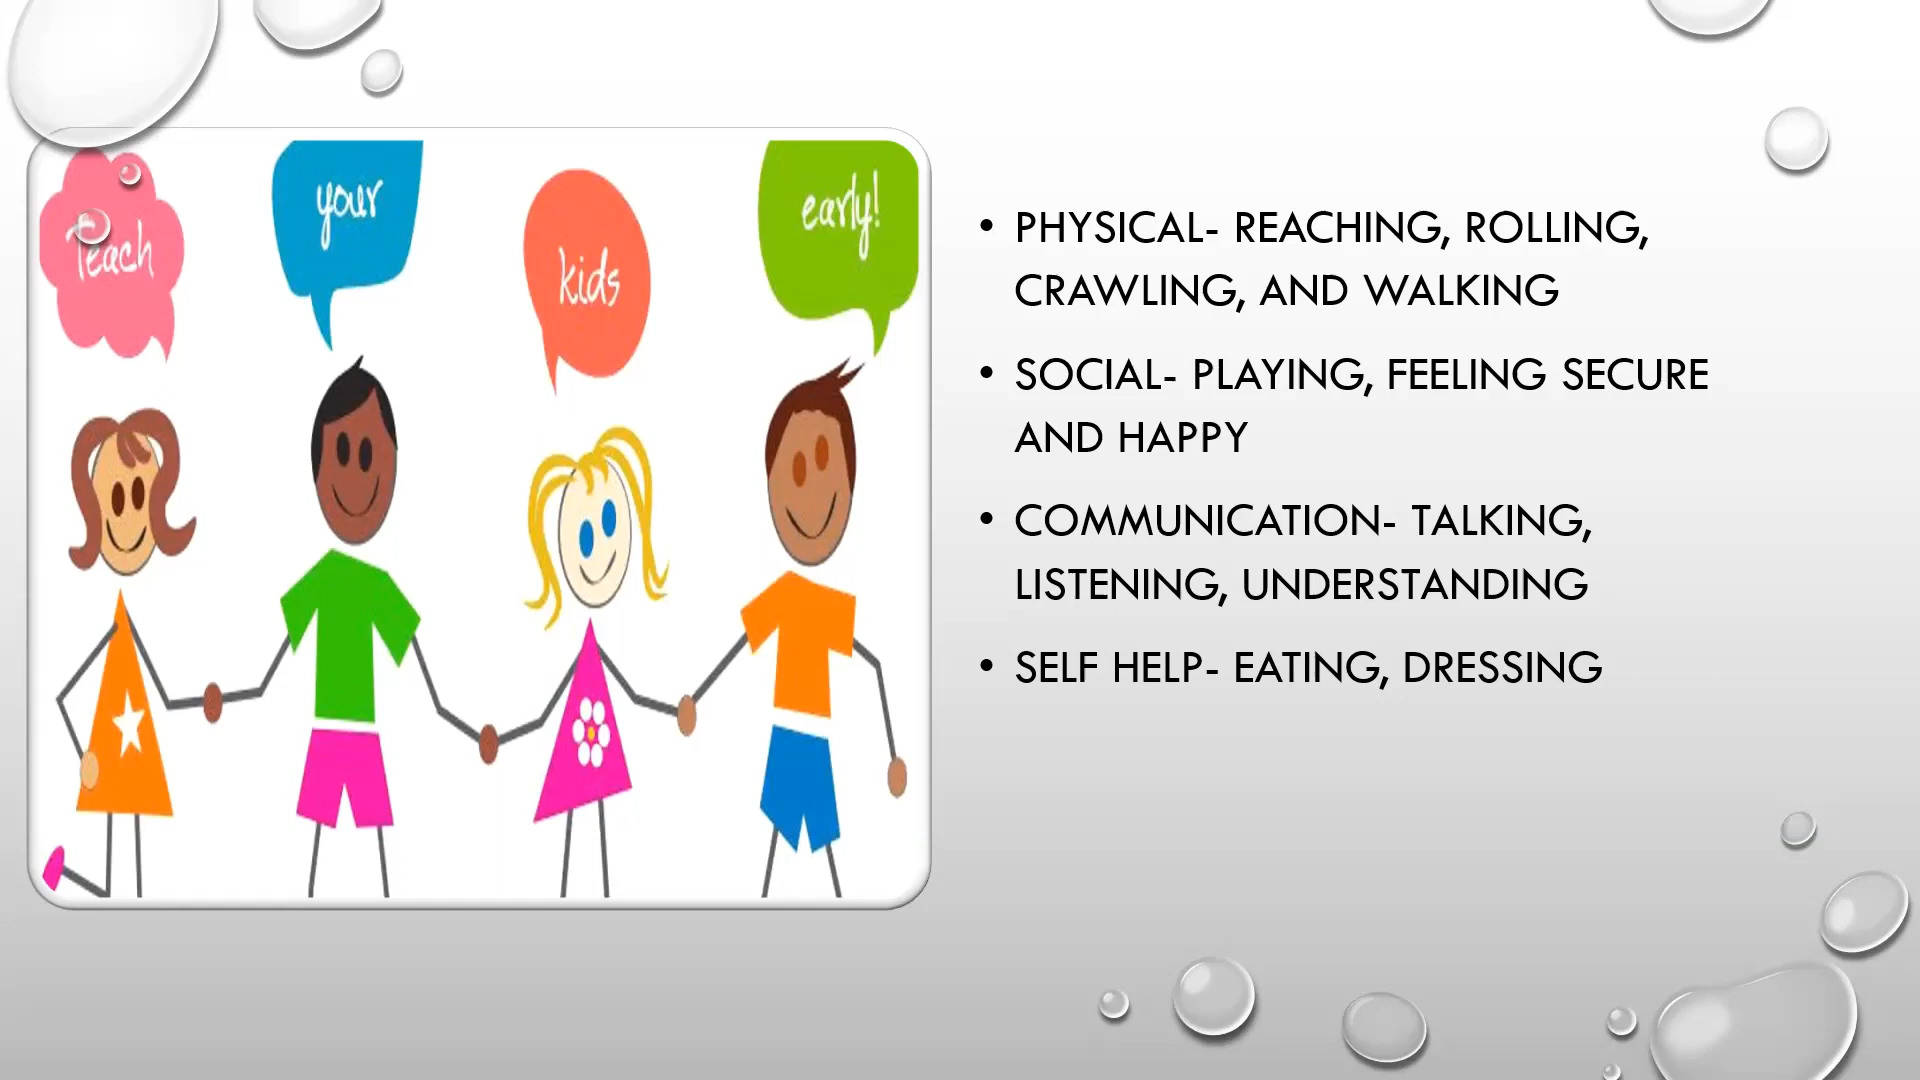 Teach
your
kids
early!
• PHYSICAL- REACHING, ROLLING,
CRAWLING, AND WALKING
• SOCIAL- PLAYING, FEELING SECURE
AND HAPPY
• COMMUNICATION- TALKING,
LISTENING, UNDERSTANDING
• SELF HELP- EATING, DRESSING